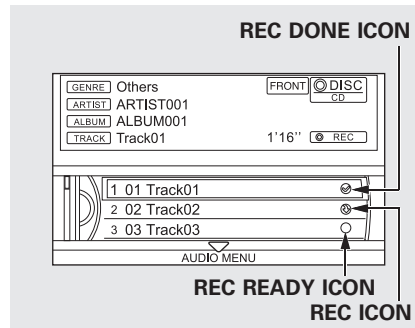 REC DONE ICON
GENRE Others FRONT DISC
CD
ARTIST ARTIST001
ALBUM ALBUM001
TRACK Track01 1'16'' REC
1 01 Track01
2 02 Track02
3 03 Track03
AUDIO MENU
REC READY ICON
REC ICON